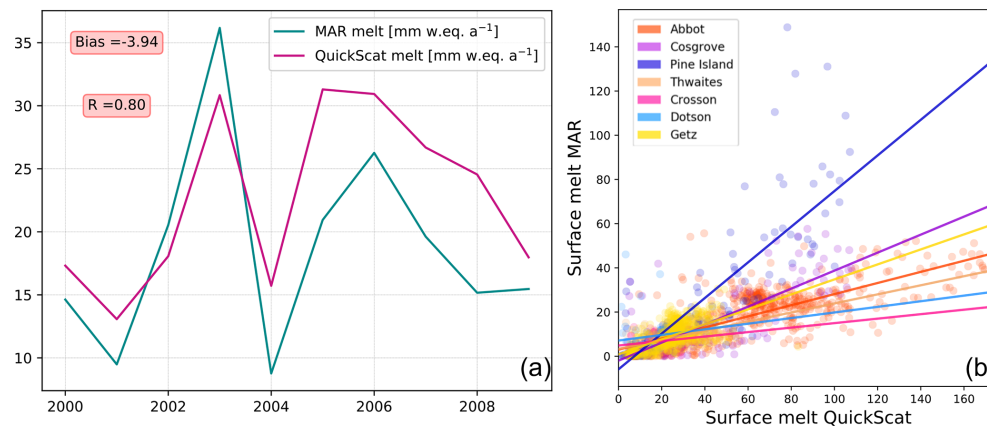 MAR melt [mm w.eq. a⁻¹]
QuickScat melt [mm w.eq. a⁻¹]
Bias =-3.94
R =0.80
35
30
25
20
15
10
2000 2002 2004 2006 2008
(a)
Abbot
Cosgrove
Pine Island
Thwaites
Crosson
Dotson
Getz
Surface melt MAR
140
120
100
80
60
40
20
0
0 20 40 60 80 100 120 140 160
Surface melt QuickScat
(b